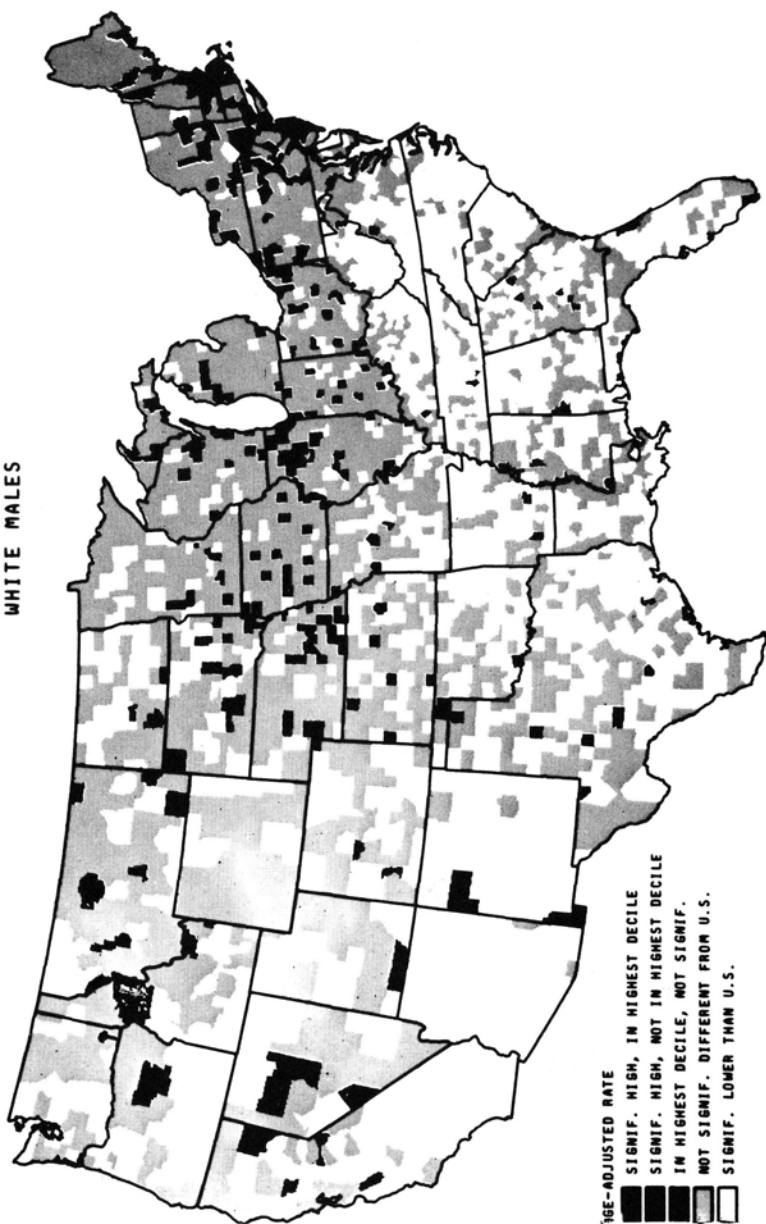 WHITE MALES
AGE-ADJUSTED RATE
SIGNIF. HIGH, IN HIGHEST DECILE
SIGNIF. HIGH, NOT IN HIGHEST DECILE
IN HIGHEST DECILE, NOT SIGNIF.
NOT SIGNIF. DIFFERENT FROM U.S.
SIGNIF. LOWER THAN U.S.